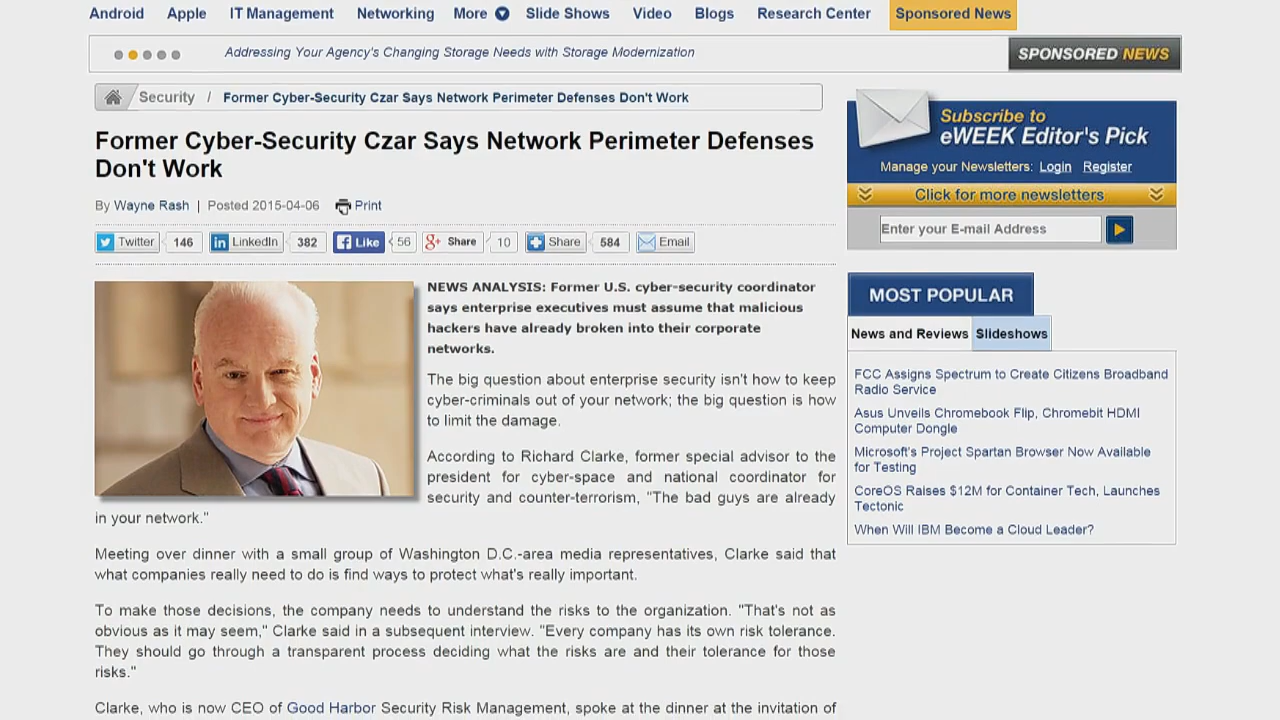 Android Apple IT Management Networking More Slide Shows Video Blogs Research Center Sponsored News
Addressing Your Agency's Changing Storage Needs with Storage Modernization
SPONSORED NEWS
Security / Former Cyber-Security Czar Says Network Perimeter Defenses Don't Work
Former Cyber-Security Czar Says Network Perimeter Defenses
Don't Work
By Wayne Rash | Posted 2015-04-06 Print
Twitter 146 LinkedIn 382 Like 56 Share 10 Share 584 Email
NEWS ANALYSIS: Former U.S. cyber-security coordinator
says enterprise executives must assume that malicious
hackers have already broken into their corporate
networks.
The big question about enterprise security isn't how to keep
cyber-criminals out of your network; the big question is how
to limit the damage.
According to Richard Clarke, former special advisor to the
president for cyber-space and national coordinator for
security and counter-terrorism, "The bad guys are already
in your network."
Meeting over dinner with a small group of Washington D.C.-area media representatives, Clarke said that
what companies really need to do is find ways to protect what's really important.
To make those decisions, the company needs to understand the risks to the organization. "That's not as
obvious as it may seem," Clarke said in a subsequent interview. "Every company has its own risk tolerance.
They should go through a transparent process deciding what the risks are and their tolerance for those
risks."
Clarke, who is now CEO of Good Harbor Security Risk Management, spoke at the dinner at the invitation of
Subscribe to
eWEEK Editor's Pick
Manage your Newsletters: Login Register
Click for more newsletters
Enter your E-mail Address
MOST POPULAR
News and Reviews Slideshows
FCC Assigns Spectrum to Create Citizens Broadband
Radio Service
Asus Unveils Chromebook Flip, Chromebit HDMI
Computer Dongle
Microsoft's Project Spartan Browser Now Available
for Testing
CoreOS Raises $12M for Container Tech, Launches
Tectonic
When Will IBM Become a Cloud Leader?